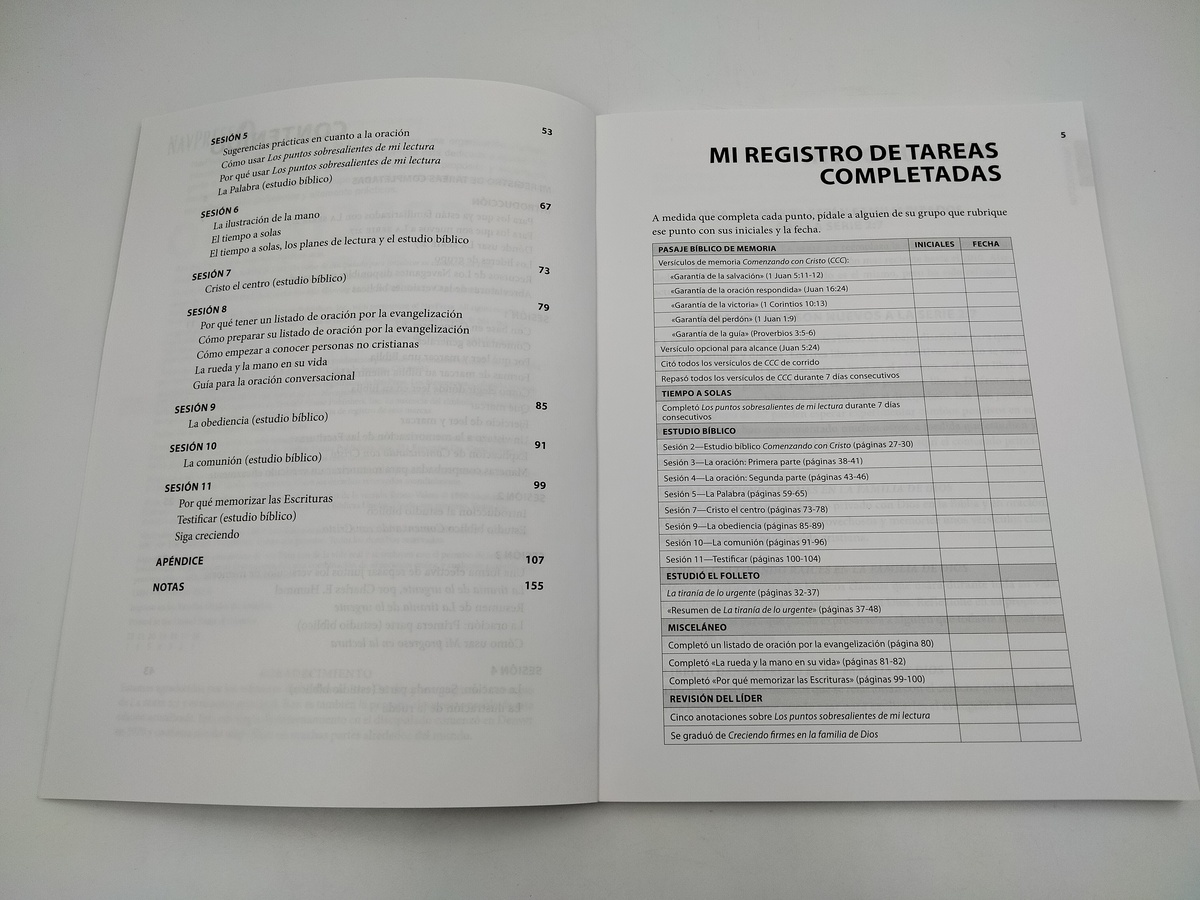 SESIÓN 5 53
Sugerencias prácticas en cuanto a la oración
Cómo usar Los puntos sobresalientes de mi lectura
Por qué usar Los puntos sobresalientes de mi lectura
La Palabra (estudio bíblico)
SESIÓN 6 67
La ilustración de la mano
El tiempo a solas
El tiempo a solas, los planes de lectura y el estudio bíblico
SESIÓN 7 73
Cristo el centro (estudio bíblico)
SESIÓN 8 79
Por qué tener un listado de oración por la evangelización
Cómo preparar su listado de oración por la evangelización
Cómo empezar a conocer personas no cristianas
La rueda y la mano en su vida
Guía para la oración conversacional
SESIÓN 9 85
La obediencia (estudio bíblico)
SESIÓN 10 91
La comunión (estudio bíblico)
SESIÓN 11 99
Por qué memorizar las Escrituras
Testificar (estudio bíblico)
Siga creciendo
APÉNDICE 107
NOTAS 155
5
MI REGISTRO DE TAREAS
COMPLETADAS
A medida que completa cada punto, pídale a alguien de su grupo que rubrique
ese punto con sus iniciales y la fecha.
PASAJE BÍBLICO DE MEMORIA INICIALES FECHA
Versículos de memoria Comenzando con Cristo (CCC):
«Garantía de la salvación» (1 Juan 5:11-12)
«Garantía de la oración respondida» (Juan 16:24)
«Garantía de la victoria» (1 Corintios 10:13)
«Garantía del perdón» (1 Juan 1:9)
«Garantía de la guía» (Proverbios 3:5-6)
Versículo opcional para alcance (Juan 5:24)
Citó todos los versículos de CCC de corrido
Repasó todos los versículos de CCC durante 7 días consecutivos
TIEMPO A SOLAS
Completó Los puntos sobresalientes de mi lectura durante 7 días
consecutivos
ESTUDIO BÍBLICO
Sesión 2—Estudio bíblico Comenzando con Cristo (páginas 27-30)
Sesión 3—La oración: Primera parte (páginas 38-41)
Sesión 4—La oración: Segunda parte (páginas 43-46)
Sesión 5—La Palabra (páginas 59-65)
Sesión 7—Cristo el centro (páginas 73-78)
Sesión 9—La obediencia (páginas 85-89)
Sesión 10—La comunión (páginas 91-96)
Sesión 11—Testificar (páginas 100-104)
ESTUDIÓ EL FOLLETO
La tiranía de lo urgente (páginas 32-37)
«Resumen de La tiranía de lo urgente» (páginas 37-48)
MISCELÁNEO
Completó un listado de oración por la evangelización (página 80)
Completó «La rueda y la mano en su vida» (páginas 81-82)
Completó «Por qué memorizar las Escrituras» (páginas 99-100)
REVISIÓN DEL LÍDER
Cinco anotaciones sobre Los puntos sobresalientes de mi lectura
Se graduó de Creciendo firmes en la familia de Dios